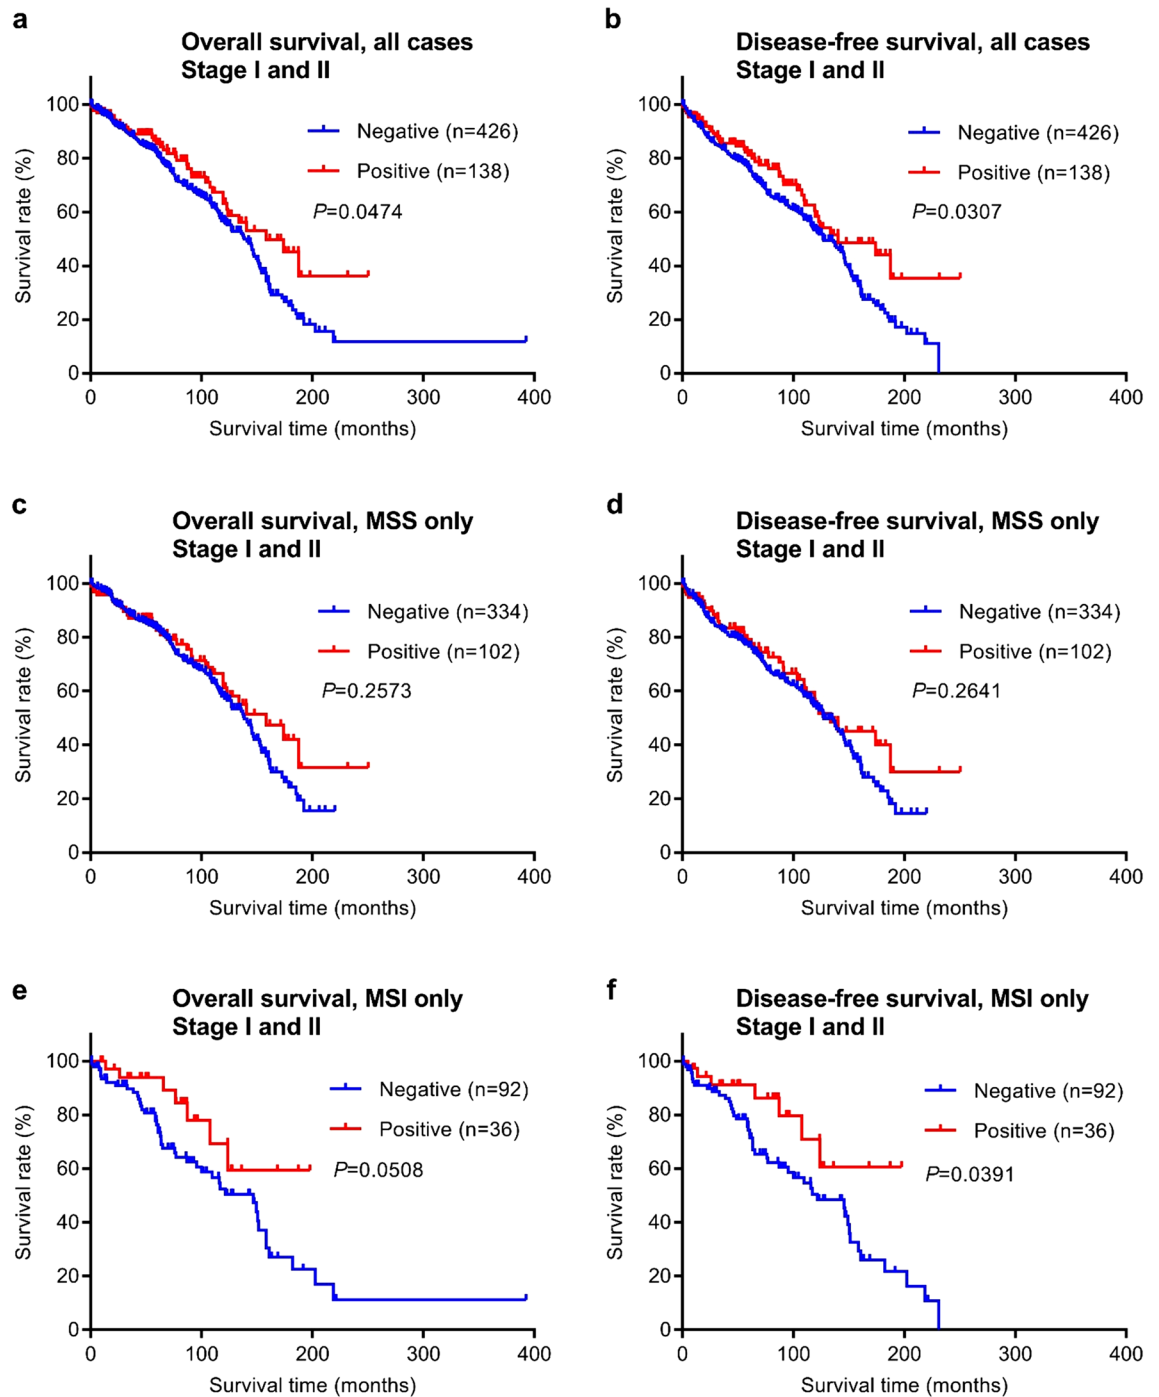 a
Overall survival, all cases
Stage I and II
100
80
60
40
20
0
Survival rate (%)
Negative (n=426)
Positive (n=138)
P=0.0474
0 100 200 300 400
Survival time (months)
b
Disease-free survival, all cases
Stage I and II
100
80
60
40
20
0
Survival rate (%)
Negative (n=426)
Positive (n=138)
P=0.0307
0 100 200 300 400
Survival time (months)
c
Overall survival, MSS only
Stage I and II
100
80
60
40
20
0
Survival rate (%)
Negative (n=334)
Positive (n=102)
P=0.2573
0 100 200 300 400
Survival time (months)
d
Disease-free survival, MSS only
Stage I and II
100
80
60
40
20
0
Survival rate (%)
Negative (n=334)
Positive (n=102)
P=0.2641
0 100 200 300 400
Survival time (months)
e
Overall survival, MSI only
Stage I and II
100
80
60
40
20
0
Survival rate (%)
Negative (n=92)
Positive (n=36)
P=0.0508
0 100 200 300 400
Survival time (months)
f
Disease-free survival, MSI only
Stage I and II
100
80
60
40
20
0
Survival rate (%)
Negative (n=92)
Positive (n=36)
P=0.0391
0 100 200 300 400
Survival time (months)